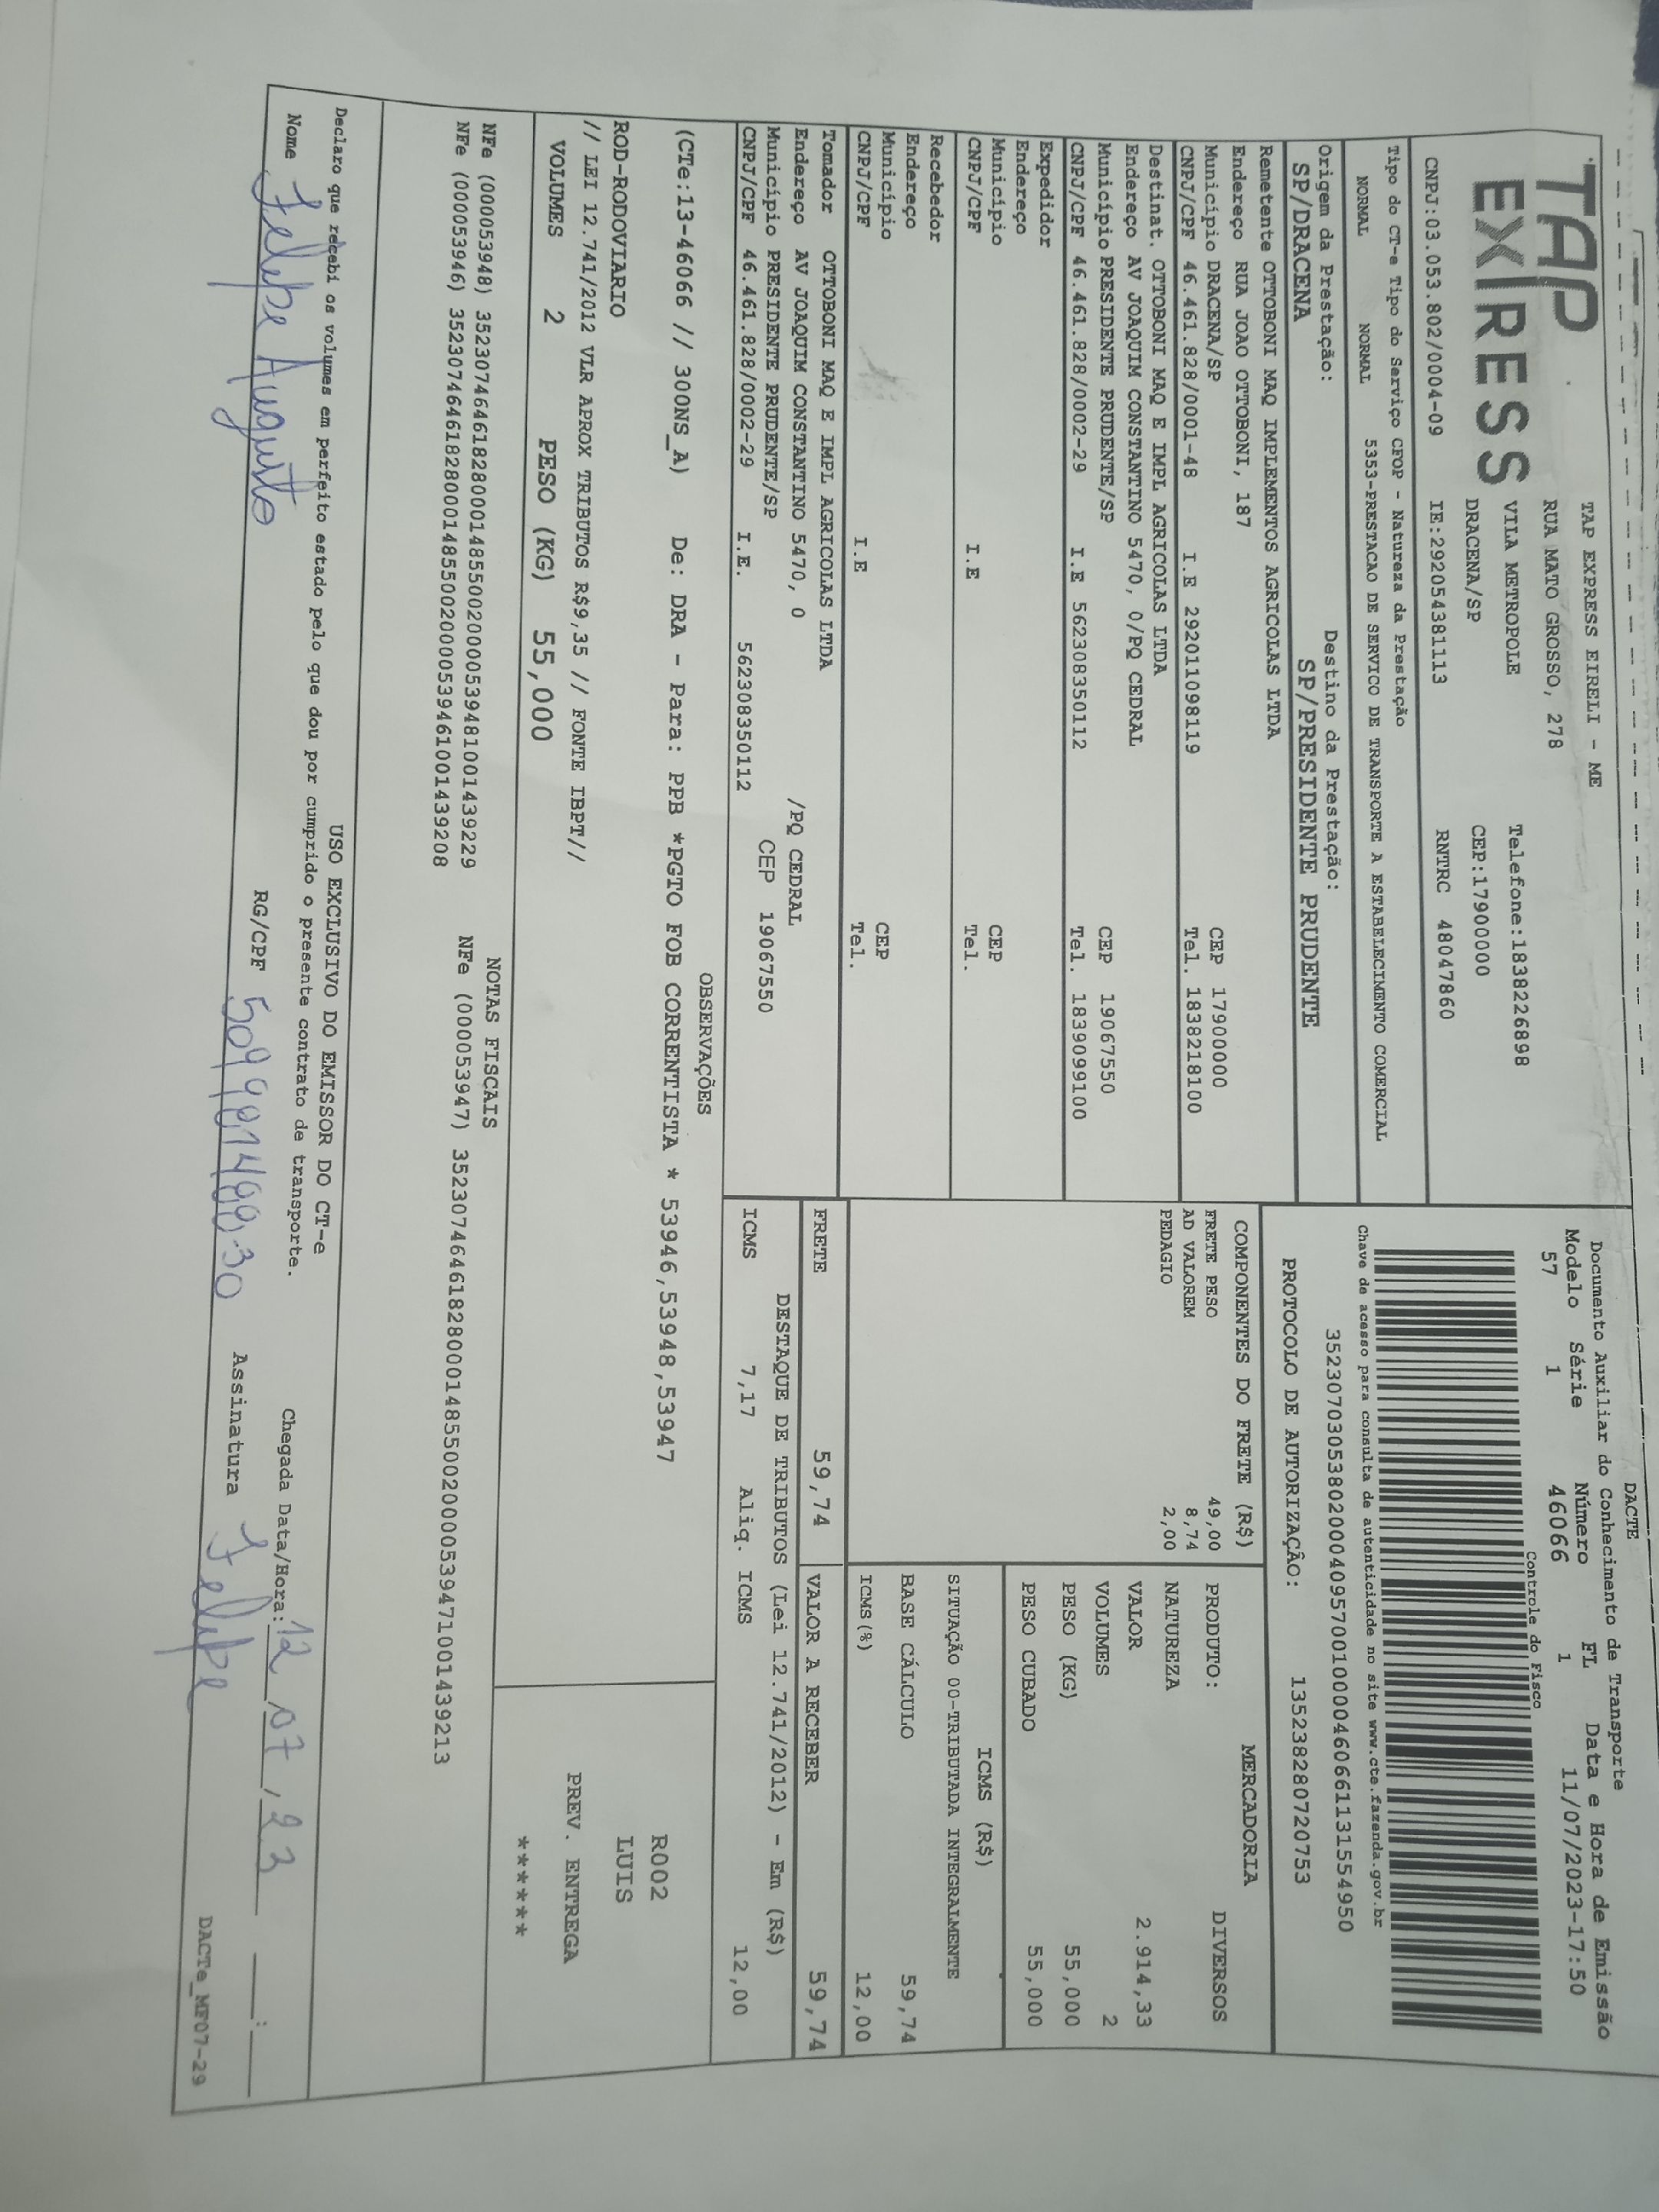 TAP
EXPRESS
TAP EXPRESS EIRELI - ME
RUA MATO GROSSO, 278
VILA METROPOLE Telefone:1838226898
DRACENA/SP CEP:17900000
CNPJ:03.053.802/0004-09 IE:292054381113 RNTRC 48047860
DACTE
Documento Auxiliar do Conhecimento de Transporte
Modelo Série Número FL Data e Hora de Emissão
57 1 46066 1 11/07/2023-17:50
Controle do Fisco
Chave de acesso para consulta de autenticidade no site www.cte.fazenda.gov.br
35230703053802000409570010000460661131554950
PROTOCOLO DE AUTORIZAÇÃO: 135238280720753
Tipo do CT-e Tipo do Serviço CFOP - Natureza da Prestação
NORMAL NORMAL 5353-PRESTACAO DE SERVICO DE TRANSPORTE A ESTABELECIMENTO COMERCIAL
Origem da Prestação: Destino da Prestação:
SP/DRACENA SP/PRESIDENTE PRUDENTE
Remetente OTTOBONI MAQ IMPLEMENTOS AGRICOLAS LTDA
Endereço RUA JOAO OTTOBONI, 187
Município DRACENA/SP CEP 17900000
CNPJ/CPF 46.461.828/0001-48 I.E 292011098119 Tel. 1838218100
Destinat. OTTOBONI MAQ E IMPL AGRICOLAS LTDA
Endereço AV JOAQUIM CONSTANTINO 5470, 0/PQ CEDRAL
Município PRESIDENTE PRUDENTE/SP CEP 19067550
CNPJ/CPF 46.461.828/0002-29 I.E 562308350112 Tel. 1839099100
Expedidor
Endereço
Município CEP
CNPJ/CPF I.E Tel.
Recebedor
Endereço
Município CEP
CNPJ/CPF I.E Tel.
Tomador OTTOBONI MAQ E IMPL AGRICOLAS LTDA
Endereço AV JOAQUIM CONSTANTINO 5470, 0 /PQ CEDRAL
Município PRESIDENTE PRUDENTE/SP CEP 19067550
CNPJ/CPF 46.461.828/0002-29 I.E. 562308350112
COMPONENTES DO FRETE (R$)
FRETE PESO 49,00
AD VALOREM 8,74
PEDAGIO 2,00
MERCADORIA
PRODUTO: DIVERSOS
NATUREZA
VALOR 2.914,33
VOLUMES 2
PESO (KG) 55,000
PESO CUBADO 55,000
ICMS (R$)
SITUAÇÃO 00-TRIBUTADA INTEGRALMENTE
BASE CÁLCULO 59,74
ICMS(%) 12,00
FRETE 59,74 VALOR A RECEBER 59,74
DESTAQUE DE TRIBUTOS (Lei 12.741/2012) - Em (R$)
ICMS 7,17 Aliq. ICMS 12,00
OBSERVAÇÕES
(CTe:13-46066 // 300NS_A) De: DRA - Para: PPB *PGTO FOB CORRENTISTA * 53946,53948,53947
ROD-RODOVIARIO
// LEI 12.741/2012 VLR APROX TRIBUTOS R$9,35 // FONTE IBPT//
VOLUMES 2 PESO (KG) 55,000
R002
LUIS
PREV. ENTREGA
*******
NOTAS FISCAIS
NFe (000053948) 35230746461828000148550020000539481001439229 NFe (000053947) 35230746461828000148550020000539471001439213
NFe (000053946) 35230746461828000148550020000539461001439208
USO EXCLUSIVO DO EMISSOR DO CT-e
Declaro que recebi os volumes em perfeito estado pelo que dou por cumprido o presente contrato de transporte.
Chegada Data/Hora: 12 07, 23 :
Nome Felipe Augusto RG/CPF Assinatura Felipe
DACTe_MF07-29